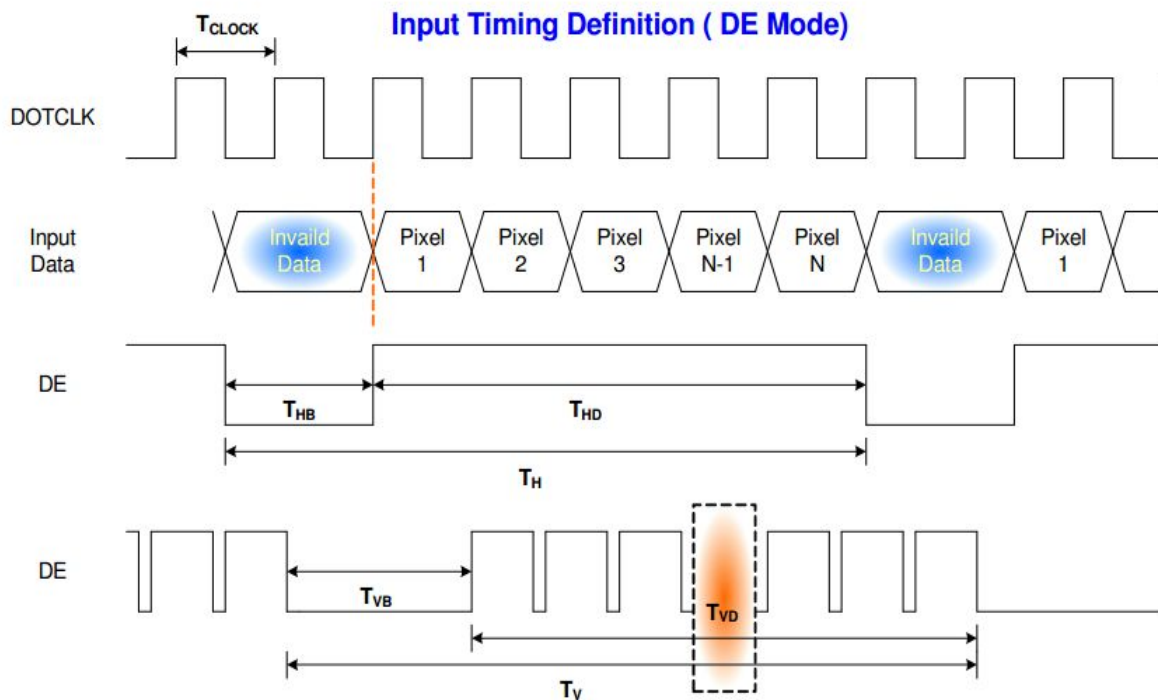 Input Timing Definition ( DE Mode)
TCLOCK
DOTCLK
Input
Data
Invaild
Data
Pixel
1
Pixel
2
Pixel
3
Pixel
N-1
Pixel
N
Invaild
Data
Pixel
1
DE
THB
THD
TH
DE
TVB
TVD
TV